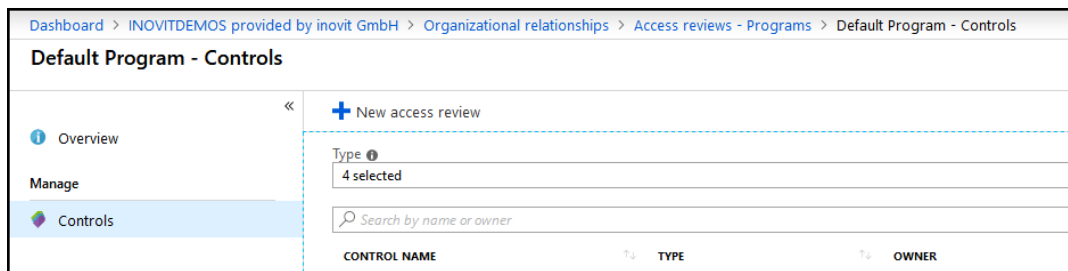 Dashboard > INOVITDEMOS provided by inovit GmbH > Organizational relationships > Access reviews - Programs > Default Program - Controls
Default Program - Controls
«
New access review
Overview
Type
4 selected
Manage
Controls
Search by name or owner
CONTROL NAME TYPE OWNER